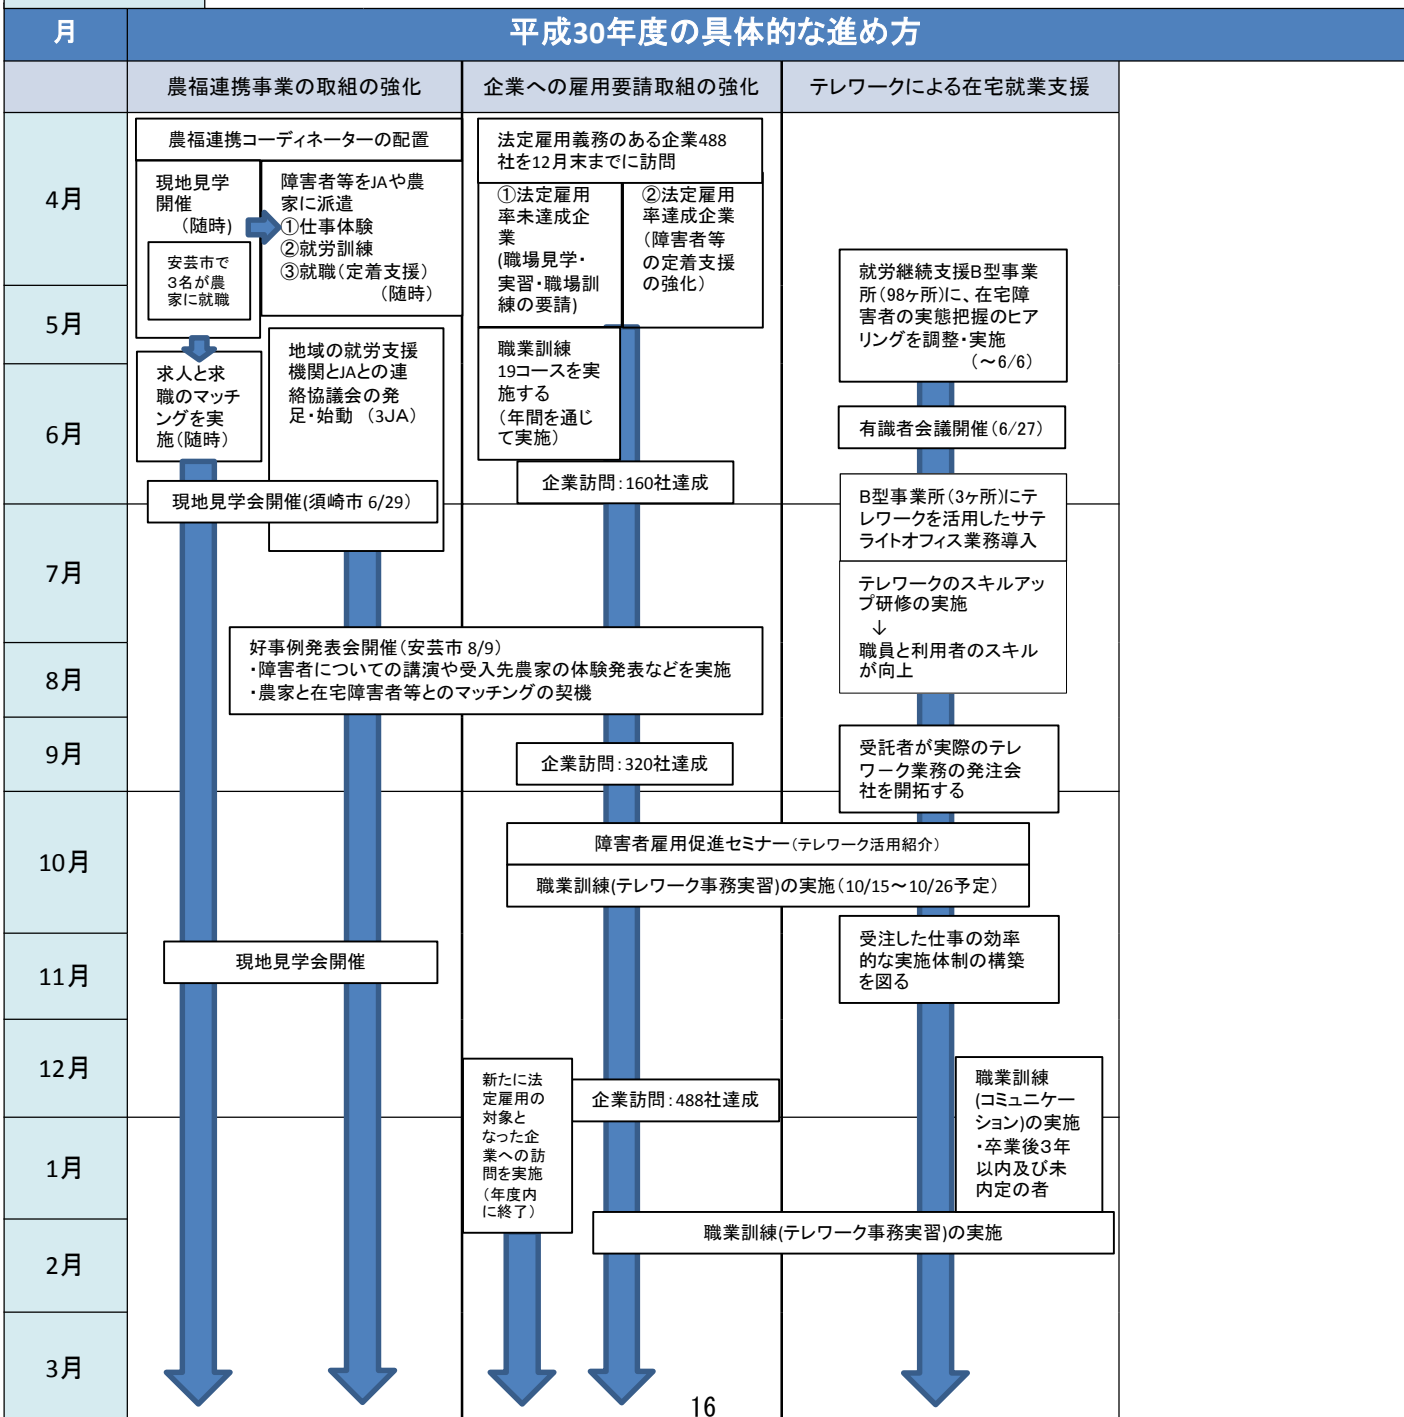 月
平成30年度の具体的な進め方
農福連携事業の取組の強化
企業への雇用要請取組の強化
テレワークによる在宅就業支援
4月
5月
6月
7月
8月
9月
10月
11月
12月
1月
2月
3月
農福連携コーディネーターの配置
現地見学
開催
（随時）
安芸市で
3名が農
家に就職
障害者等をJAや農
家に派遣
①仕事体験
②就労訓練
③就職（定着支援）
（随時）
求人と求
職のマッチ
ングを実
施（随時）
地域の就労支援
機関とJAとの連
絡協議会の発
足・始動　（3JA）
現地見学会開催(須崎市 6/29）
好事例発表会開催（安芸市 8/9）
・障害者についての講演や受入先農家の体験発表などを実施
・農家と在宅障害者等とのマッチングの契機
現地見学会開催
法定雇用義務のある企業488
社を12月末までに訪問
①法定雇用
率未達成企
業
(職場見学・
実習・職場訓
練の要請)
②法定雇用
率達成企業
（障害者等
の定着支援
の強化）
職業訓練
19コースを実
施する
（年間を通じ
て実施）
企業訪問：160社達成
企業訪問：320社達成
障害者雇用促進セミナー（テレワーク活用紹介）
職業訓練(テレワーク事務実習)の実施（10/15～10/26予定）
新たに法
定雇用の
対象と
なった企
業への訪
問を実施
（年度内
に終了）
企業訪問：488社達成
職業訓練(テレワーク事務実習)の実施
就労継続支援B型事業
所（98ヶ所）に、在宅障
害者の実態把握のヒア
リングを調整・実施
（～6/6）
有識者会議開催（6/27）
B型事業所（3ヶ所）にテ
レワークを活用したサテ
ライトオフィス業務導入
テレワークのスキルアッ
プ研修の実施
↓
職員と利用者のスキル
が向上
受託者が実際のテレ
ワーク業務の発注会
社を開拓する
受注した仕事の効率
的な実施体制の構築
を図る
職業訓練
(コミュニケー
ション)の実施
・卒業後3年
以内及び未
内定の者
16